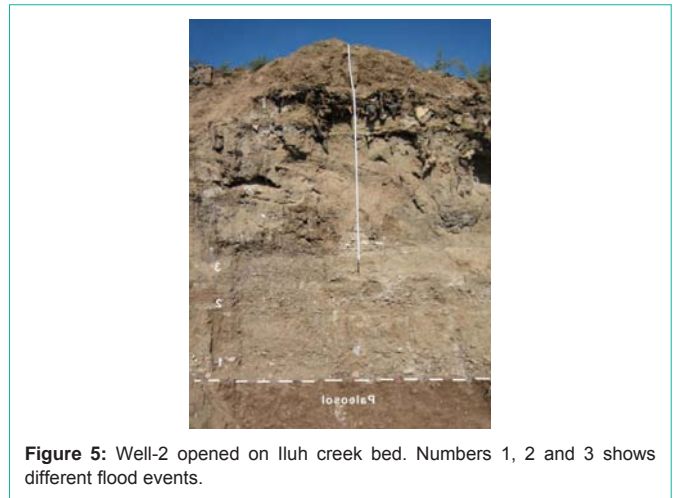 3
2
1
Paleosol
Figure 5: Well-2 opened on Iluh creek bed. Numbers 1, 2 and 3 shows
different flood events.